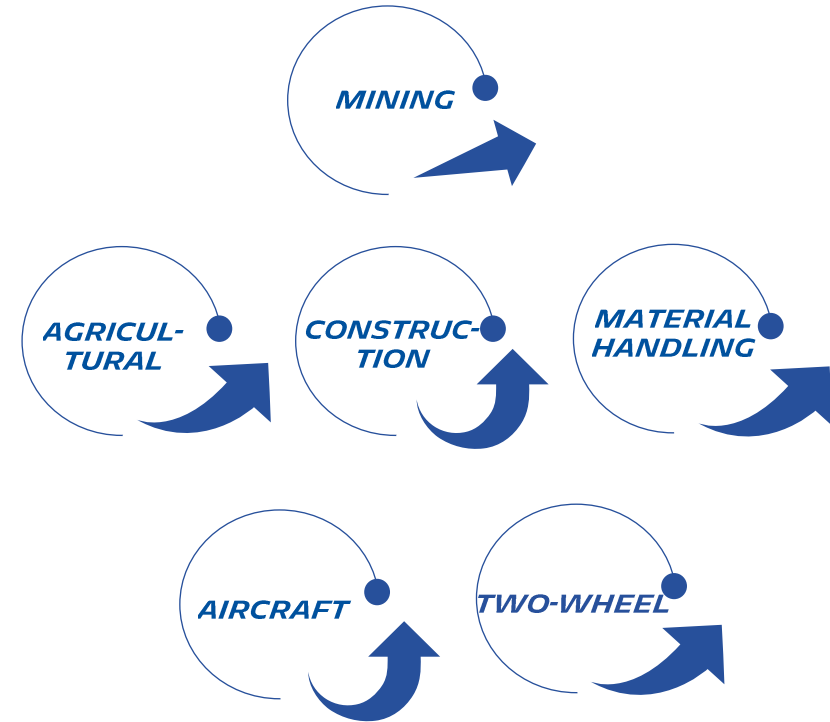 MINING
AGRICUL-
TURAL
CONSTRUC-
TION
MATERIAL
HANDLING
AIRCRAFT
TWO-WHEEL